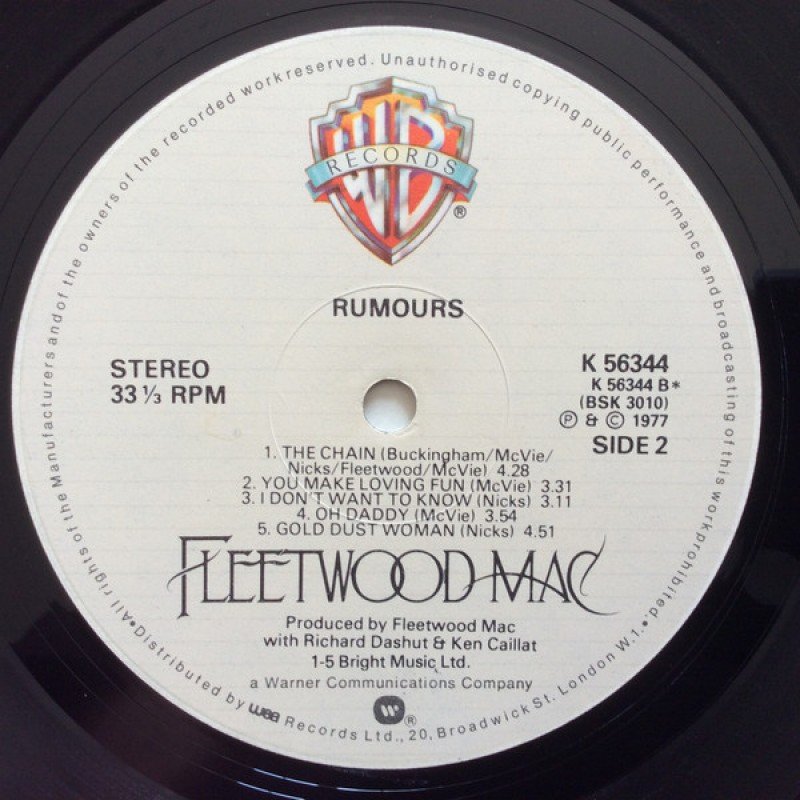 All rights of the Manufacturers and of the owners of the recorded work reserved. Unauthorised copying public performance and broadcasting of this work prohibited.
WB
RECORDS
®
RUMOURS
STEREO
33 ⅓ RPM
K 56344
K 56344 B*
(BSK 3010)
Ⓟ & © 1977
SIDE 2
1. THE CHAIN (Buckingham/McVie/
Nicks/Fleetwood/McVie) 4.28
2. YOU MAKE LOVING FUN (McVie) 3.31
3. I DON'T WANT TO KNOW (Nicks) 3.11
4. OH DADDY (McVie) 3.54
5. GOLD DUST WOMAN (Nicks) 4.51
FLEETWOOD MAC
Produced by Fleetwood Mac
with Richard Dashut & Ken Caillat
1-5 Bright Music Ltd.
a Warner Communications Company
®
•Distributed by wea Records Ltd., 20, Broadwick St. London W.1.•